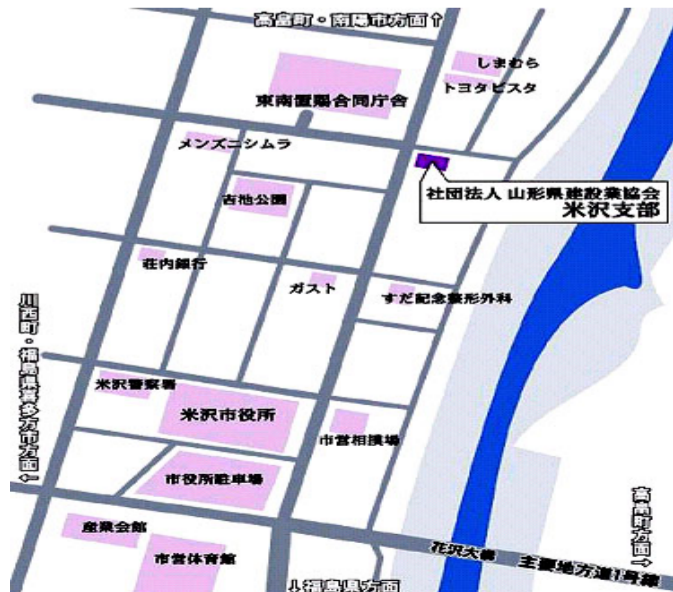 高畠町・南陽市方面↑
しまむら
トヨタビスタ
東南置賜合同庁舎
メンズニシムラ
社団法人 山形県建設業協会
米沢支部
吉池公園
荘内銀行
ガスト
すだ記念整形外科
川西町・福島県喜多方市方面←
米沢警察署
米沢市役所
市営相撲場
市役所駐車場
高畠町方面→
産業会館
市営体育館
花沢大橋
主要地方道1号線
↓福島県方面